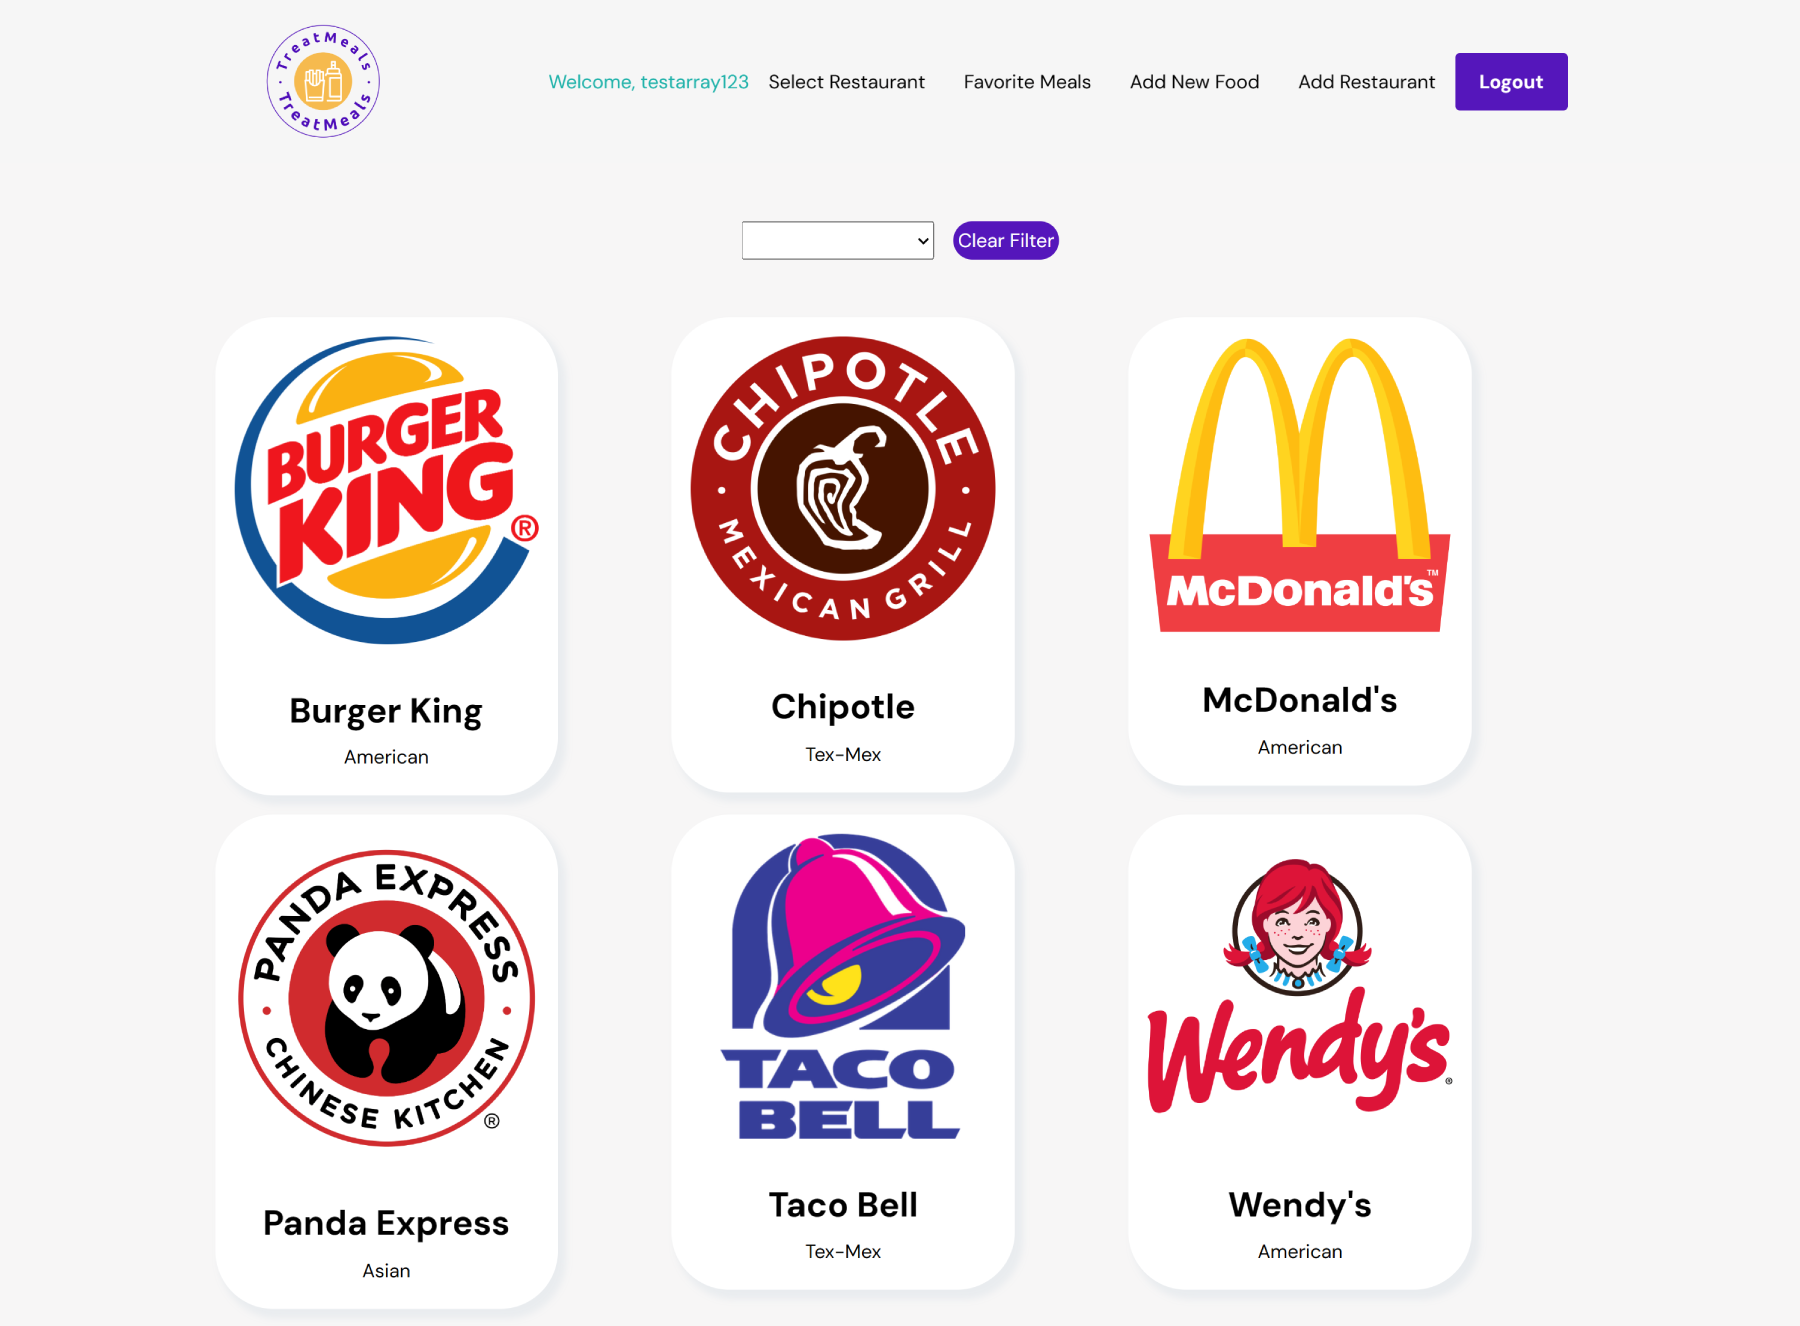 TreatMeals
TreatMeals
Welcome, testarray123 Select Restaurant Favorite Meals Add New Food Add Restaurant Logout
Clear Filter
BURGER
KING
®
CHIPOTLE
MEXICAN GRILL
McDonald's™
Burger King
American
Chipotle
Tex-Mex
McDonald's
American
PANDA EXPRESS
CHINESE KITCHEN
®
TACO
BELL
Wendy's®
Panda Express
Asian
Taco Bell
Tex-Mex
Wendy's
American